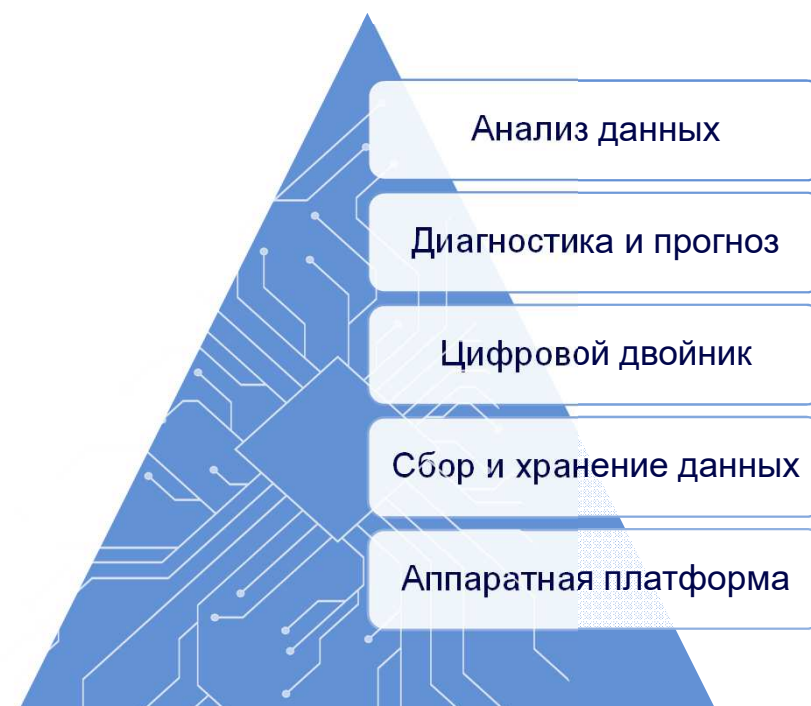 Анализ данных
Диагностика и прогноз
Цифровой двойник
Сбор и хранение данных
Аппаратная платформа